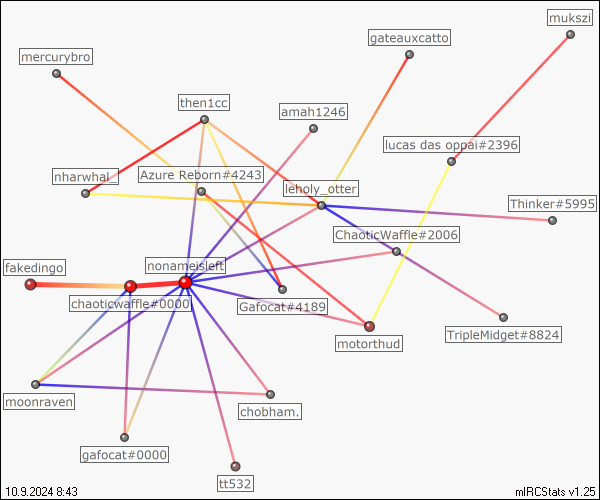 mukszi
gateauxcatto
mercurybro
then1cc
amah1246
lucas das oppai#2396
nharwhal_
Azure Reborn#4243
leholy_otter
Thinker#5995
ChaoticWaffle#2006
fakedingo
nonameisleft
chaoticwaffle#0000
Gafocat#4189
TripleMidget#8824
motorthud
moonraven
chobham.
gafocat#0000
tt532
10.9.2024 8:43
mIRCStats v1.25